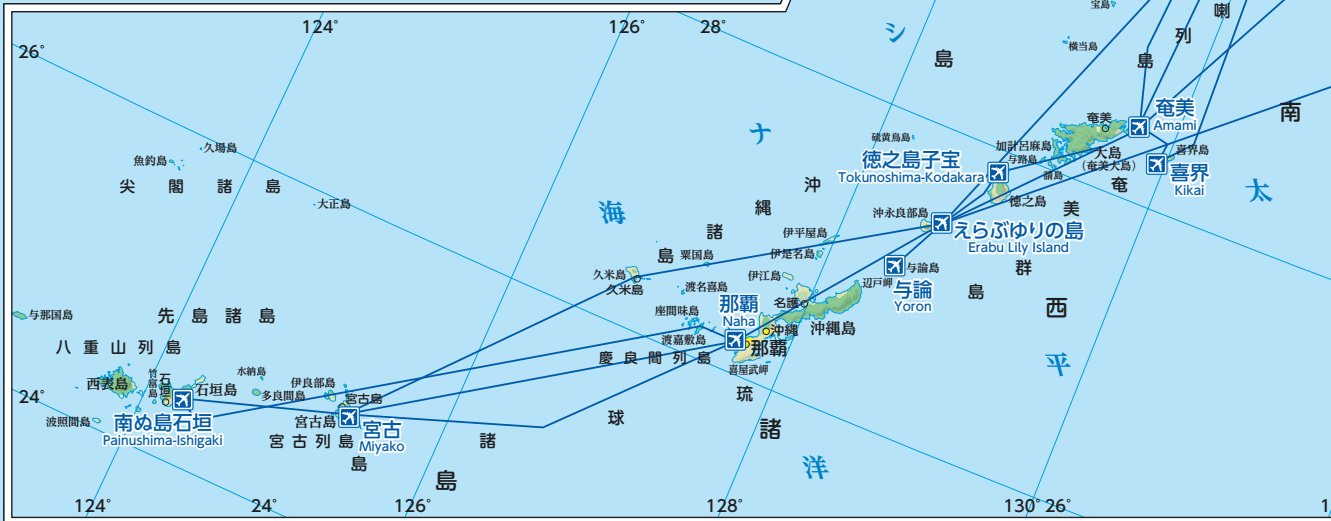 124°
126°
28°
26°
宝島
喇
列
島
横当島
シ
島
ナ
海
南
太
西
平
洋
硫黄鳥島
奄美
奄美
Amami
加計呂麻島
与路島
請島
大島
(奄美大島)
喜界島
喜界
Kikai
徳之島子宝
Tokunoshima-Kodakara
徳之島
奄
美
群
島
沖永良部島
えらぶゆりの島
Erabu Lily Island
与論島
与論
Yoron
辺戸岬
沖
縄
諸
島
伊平屋島
伊是名島
粟国島
伊江島
久米島
久米島
渡名喜島
座間味島
渡嘉敷島
慶良間列島
名護
沖縄
沖縄島
那覇
Naha
那覇
喜屋武岬
久場島
魚釣島
尖閣諸島
大正島
与那国島
先島諸島
八重山列島
西表島
竹富島
石垣
石垣島
水納島
多良間島
伊良部島
宮古島
宮古島
波照間島
南ぬ島石垣
Painushima-Ishigaki
宮古列島
宮古
Miyako
島
諸
球
琉
島
諸
24°
124°
24°
126°
128°
130°
26°
1